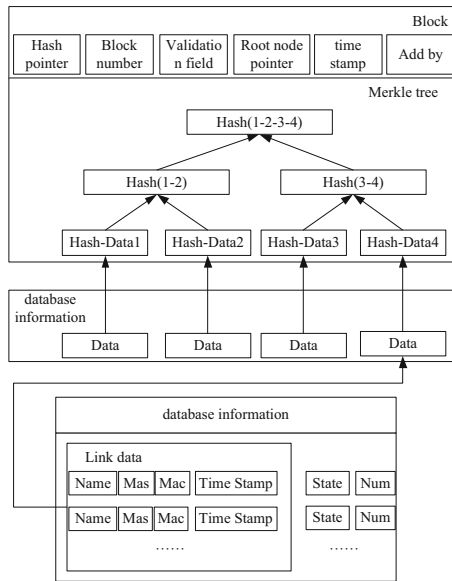 Block
Hash pointer
Block number
Validatio n field
Root node pointer
time stamp
Add by
Merkle tree
Hash(1-2-3-4)
Hash(1-2)
Hash(3-4)
Hash-Data1
Hash-Data2
Hash-Data3
Hash-Data4
database information
Data
Data
Data
Data
database information
Link data
Name Mas Mac Time Stamp State Num
Name Mas Mac Time Stamp State Num
...... ......